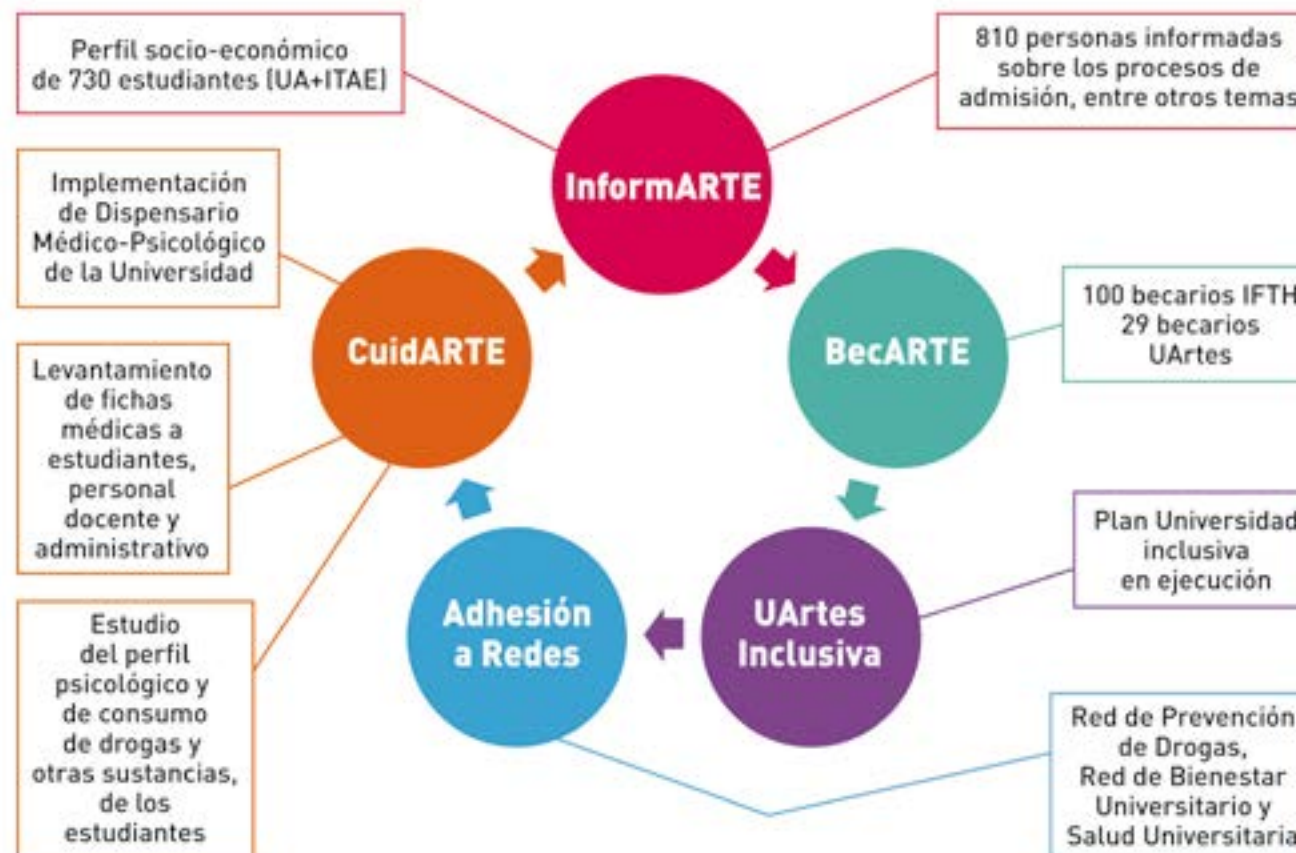 Perfil socio-económico
de 730 estudiantes (UA+ITAE)
810 personas informadas
sobre los procesos de
admisión, entre otros temas
InformARTE
Implementación
de Dispensario
Médico-Psicológico
de la Universidad
CuidARTE
BecARTE
100 becarios IFTH
29 becarios
UArtes
Levantamiento
de fichas
médicas a
estudiantes,
personal
docente y
administrativo
Plan Universidad
inclusiva
en ejecución
Adhesión
a Redes
UArtes
Inclusiva
Estudio
del perfil
psicológico y
de consumo
de drogas y
otras sustancias,
de los
estudiantes
Red de Prevención
de Drogas,
Red de Bienestar
Universitario y
Salud Universitaria